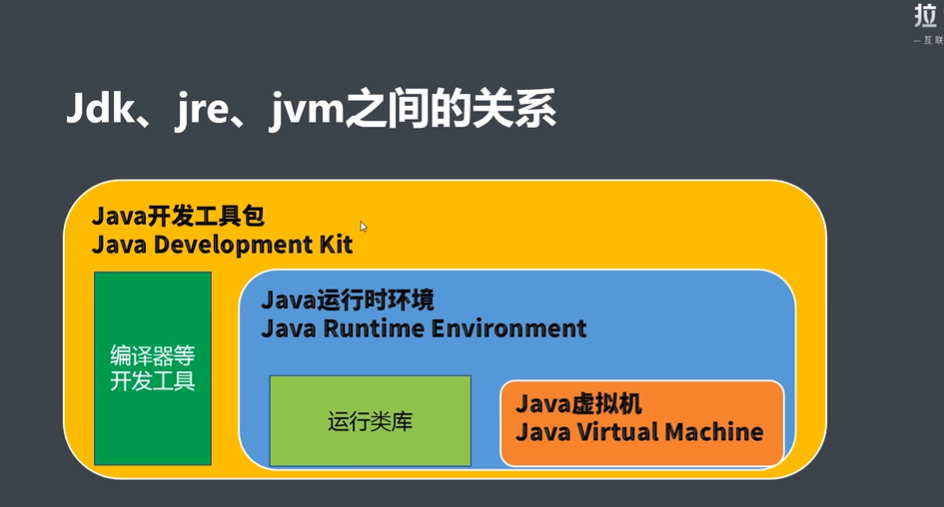 拉
—互联
Jdk、jre、jvm之间的关系
Java开发工具包
Java Development Kit
编译器等
开发工具
Java运行时环境
Java Runtime Environment
运行类库
Java虚拟机
Java Virtual Machine